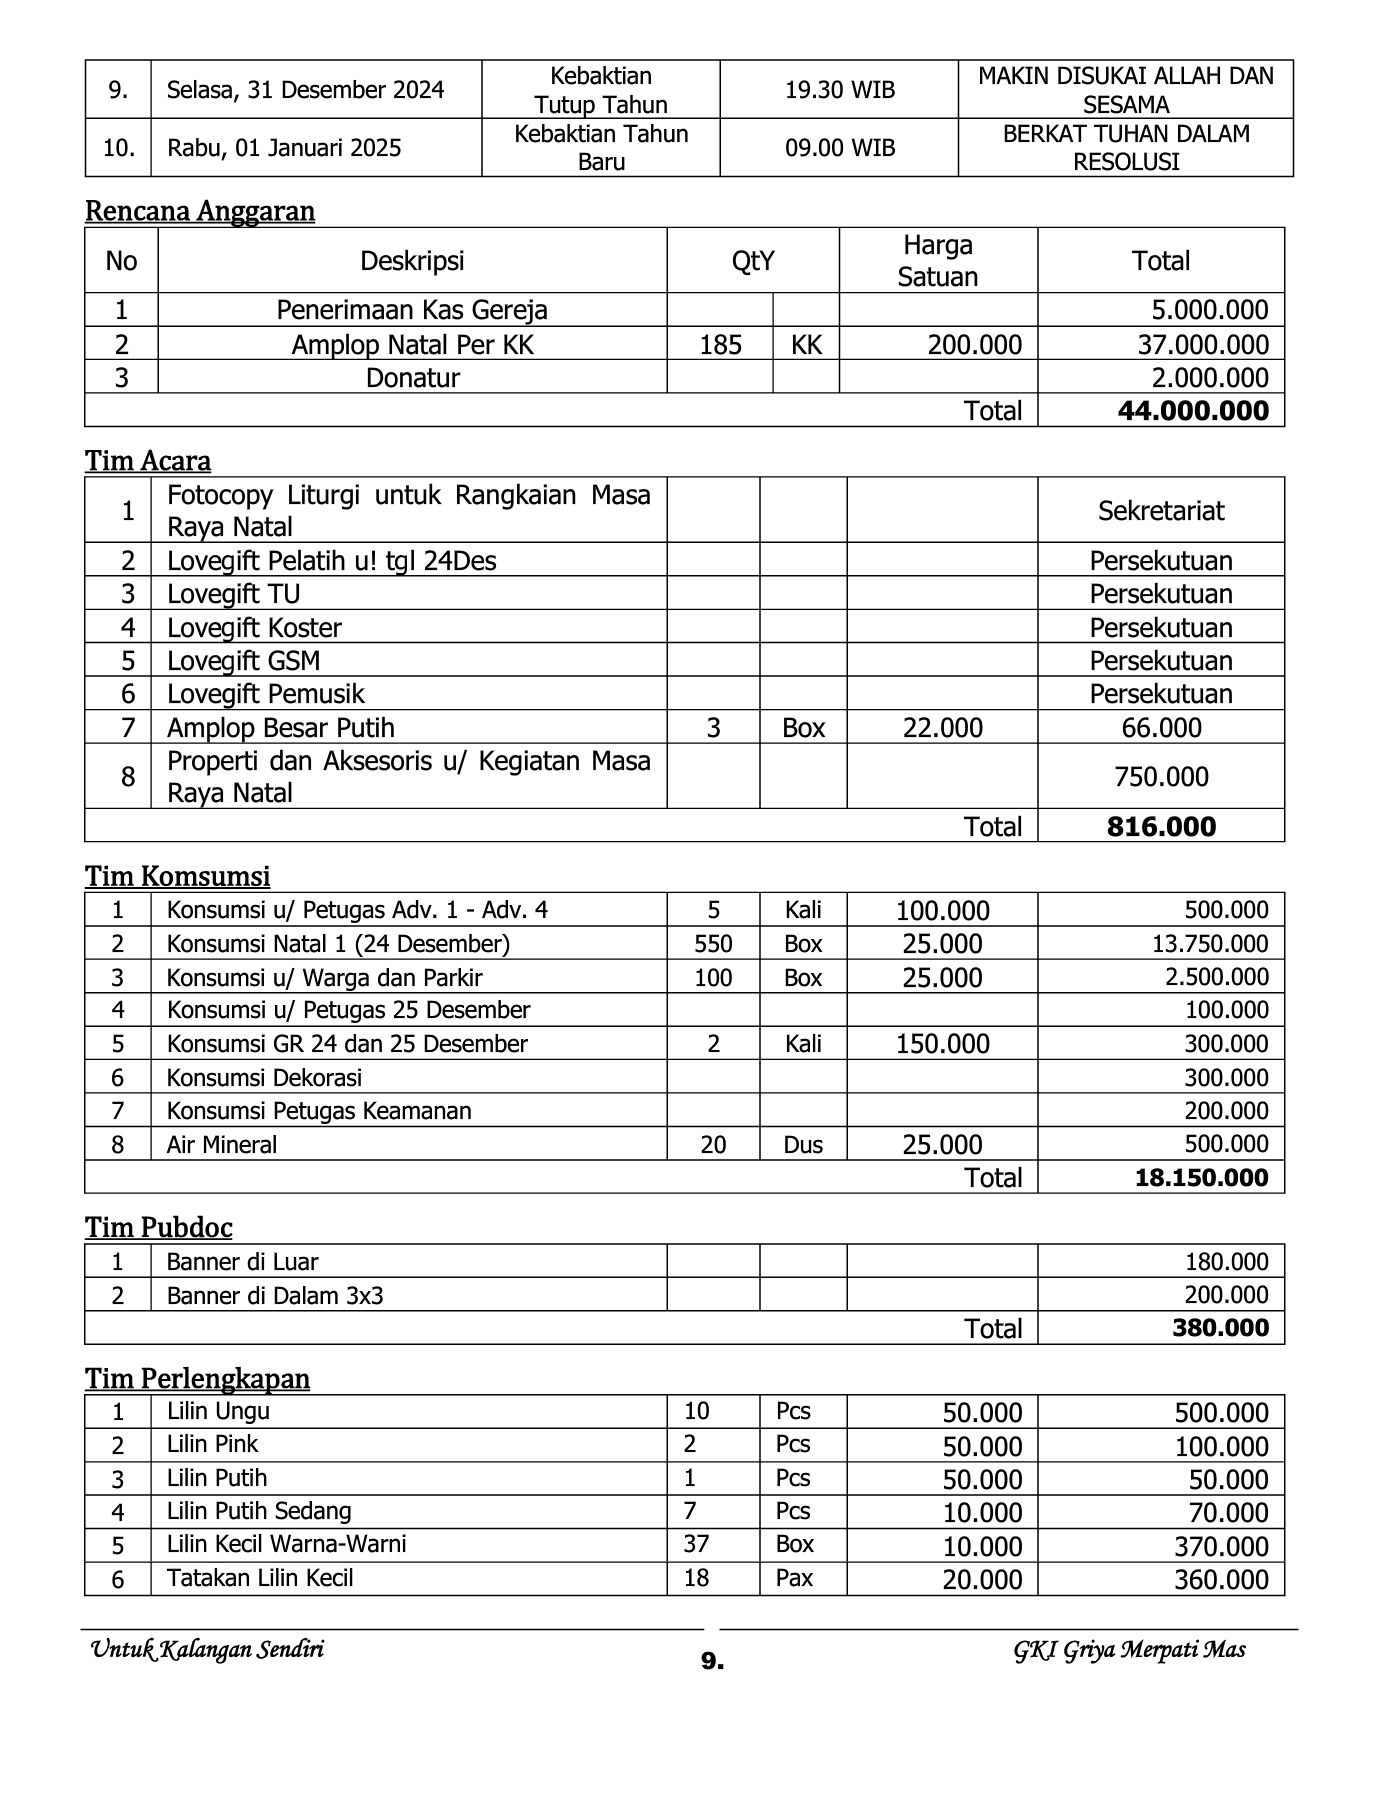 9. Selasa, 31 Desember 2024 Kebaktian Tutup Tahun 19.30 WIB MAKIN DISUKAI ALLAH DAN SESAMA
10. Rabu, 01 Januari 2025 Kebaktian Tahun Baru 09.00 WIB BERKAT TUHAN DALAM RESOLUSI
Rencana Anggaran
No Deskripsi QtY Harga Satuan Total
1 Penerimaan Kas Gereja 5.000.000
2 Amplop Natal Per KK 185 KK 200.000 37.000.000
3 Donatur 2.000.000
Total 44.000.000
Tim Acara
1 Fotocopy Liturgi untuk Rangkaian Masa Raya Natal Sekretariat
2 Lovegift Pelatih u! tgl 24Des Persekutuan
3 Lovegift TU Persekutuan
4 Lovegift Koster Persekutuan
5 Lovegift GSM Persekutuan
6 Lovegift Pemusik Persekutuan
7 Amplop Besar Putih 3 Box 22.000 66.000
8 Properti dan Aksesoris u/ Kegiatan Masa Raya Natal 750.000
Total 816.000
Tim Komsumsi
1 Konsumsi u/ Petugas Adv. 1 - Adv. 4 5 Kali 100.000 500.000
2 Konsumsi Natal 1 (24 Desember) 550 Box 25.000 13.750.000
3 Konsumsi u/ Warga dan Parkir 100 Box 25.000 2.500.000
4 Konsumsi u/ Petugas 25 Desember 100.000
5 Konsumsi GR 24 dan 25 Desember 2 Kali 150.000 300.000
6 Konsumsi Dekorasi 300.000
7 Konsumsi Petugas Keamanan 200.000
8 Air Mineral 20 Dus 25.000 500.000
Total 18.150.000
Tim Pubdoc
1 Banner di Luar 180.000
2 Banner di Dalam 3x3 200.000
Total 380.000
Tim Perlengkapan
1 Lilin Ungu 10 Pcs 50.000 500.000
2 Lilin Pink 2 Pcs 50.000 100.000
3 Lilin Putih 1 Pcs 50.000 50.000
4 Lilin Putih Sedang 7 Pcs 10.000 70.000
5 Lilin Kecil Warna-Warni 37 Box 10.000 370.000
6 Tatakan Lilin Kecil 18 Pax 20.000 360.000
Untuk Kalangan Sendiri 9. GKI Griya Merpati Mas